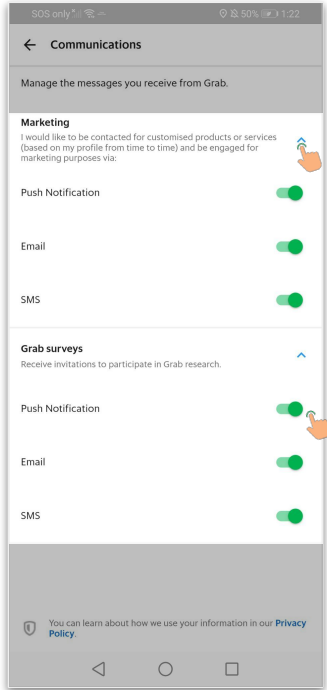 SOS only 50% 1:22
Communications
Manage the messages you receive from Grab.
Marketing
I would like to be contacted for customised products or services
(based on my profile from time to time) and be engaged for
marketing purposes via:
Push Notification
Email
SMS
Grab surveys
Receive invitations to participate in Grab research.
Push Notification
Email
SMS
You can learn about how we use your information in our Privacy
Policy.